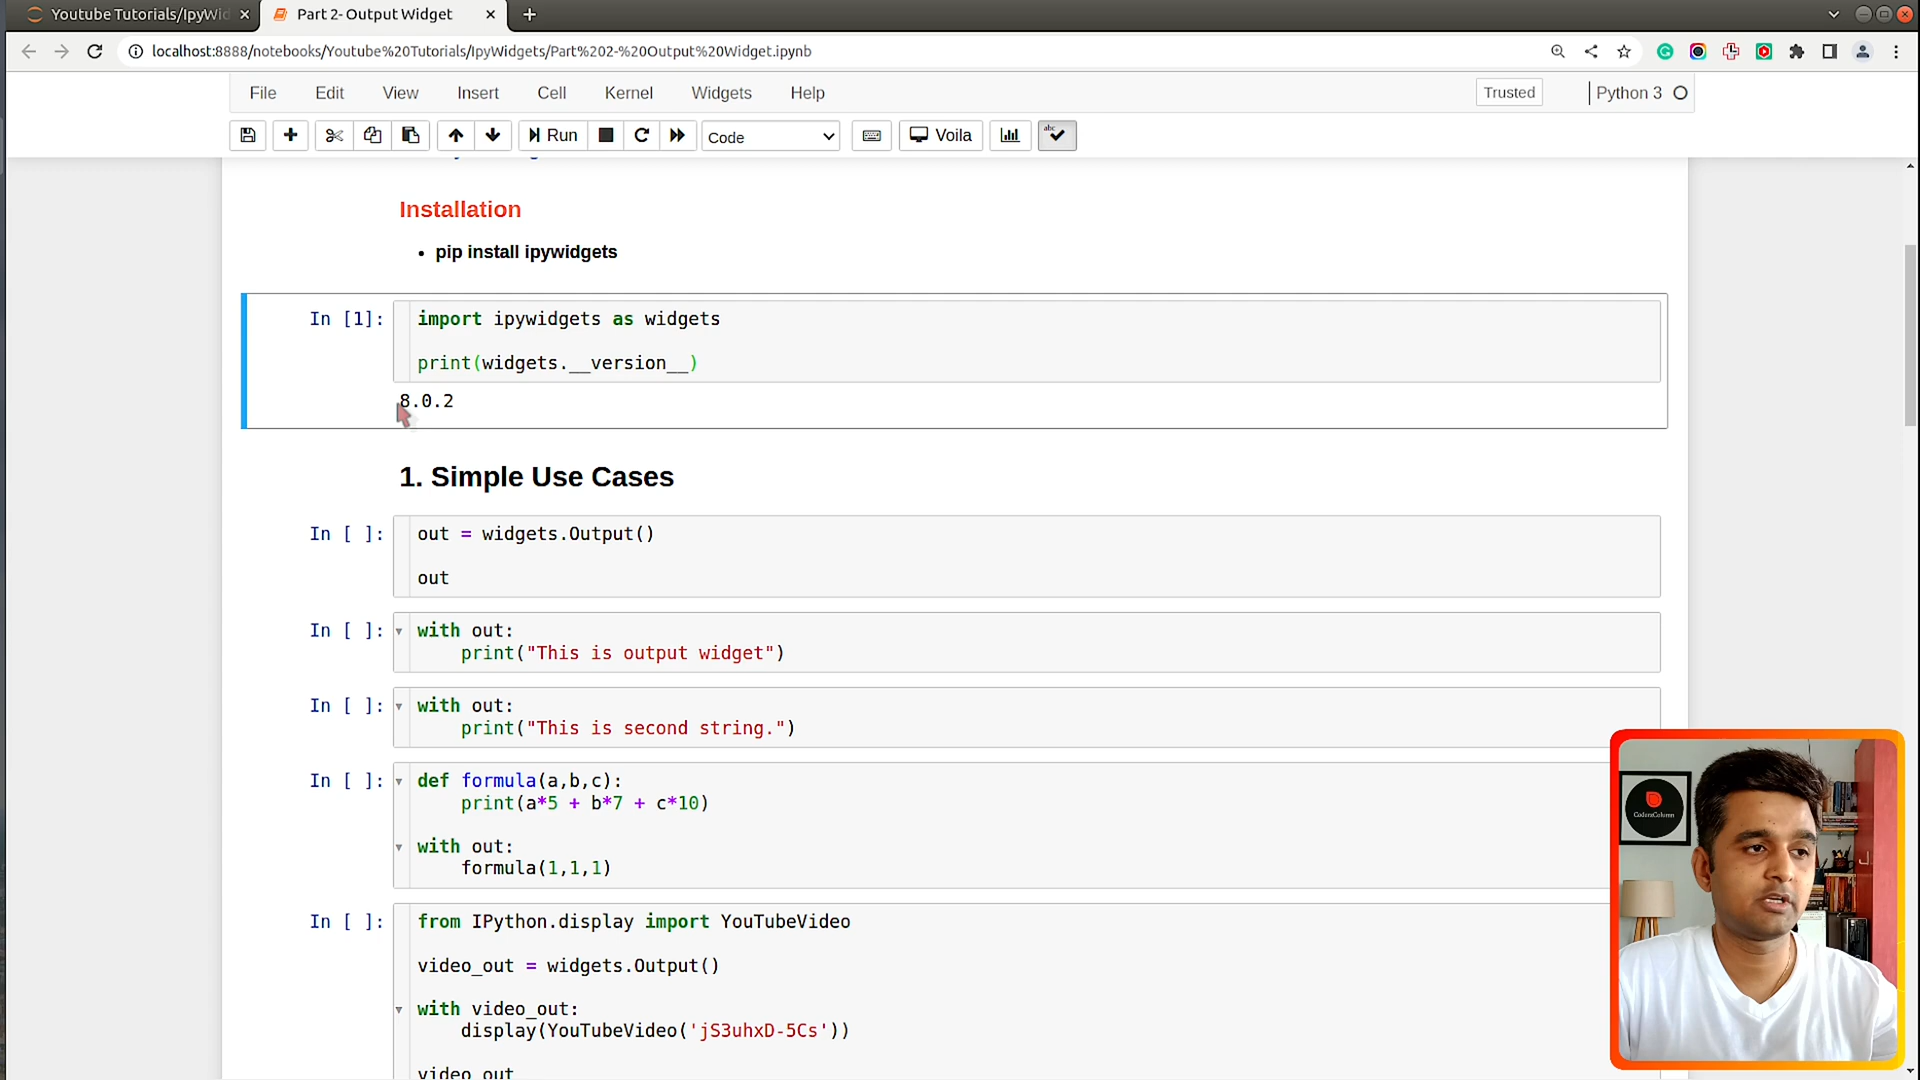 Youtube Tutorials/IpyWid
Part 2- Output Widget
localhost:8888/notebooks/Youtube%20Tutorials/IpyWidgets/Part%202-%20Output%20Widget.ipynb
File Edit View Insert Cell Kernel Widgets Help Trusted Python 3
Run Code Voila abc
Installation
pip install ipywidgets
In [1]: import ipywidgets as widgets
print(widgets.__version__)
8.0.2
1. Simple Use Cases
In [ ]: out = widgets.Output()
out
In [ ]: with out:
print("This is output widget")
In [ ]: with out:
print("This is second string.")
In [ ]: def formula(a,b,c):
print(a*5 + b*7 + c*10)
with out:
formula(1,1,1)
In [ ]: from IPython.display import YouTubeVideo
video_out = widgets.Output()
with video_out:
display(YouTubeVideo('jS3uhxD-5Cs'))
video_out
CodersColumn